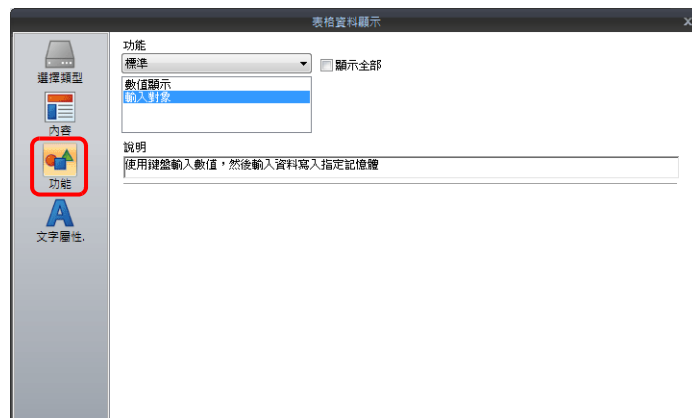 表格資料顯示
x
選擇類型
內容
功能
文字屬性.
功能
標準
顯示全部
數值顯示
輸入對象
說明
使用鍵盤輸入數值，然後輸入資料寫入指定記憶體